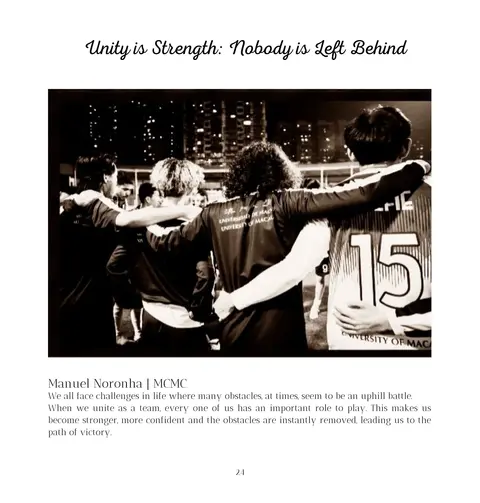 Unity is Strength: Nobody is Left Behind
UNIVERSITY OF MACAU
UNIVERSITY OF MACAU
15
9
UNIVERSITY OF MACAU
Manuel Noronha | MCMC
We all face challenges in life where many obstacles, at times, seem to be an uphill battle.
When we unite as a team, every one of us has an important role to play. This makes us
become stronger, more confident and the obstacles are instantly removed, leading us to the
path of victory.
24